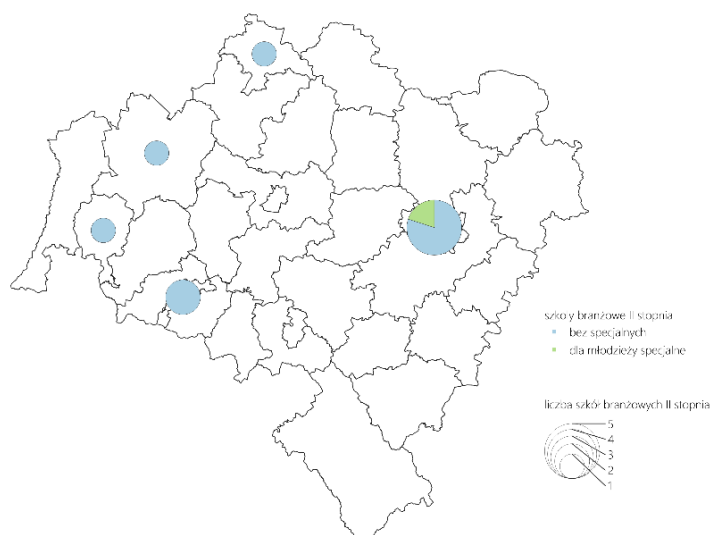 szkoły branżowe II stopnia
bez specjalnych
dla młodzieży specjalne
liczba szkół branżowych II stopnia
5
4
3
2
1